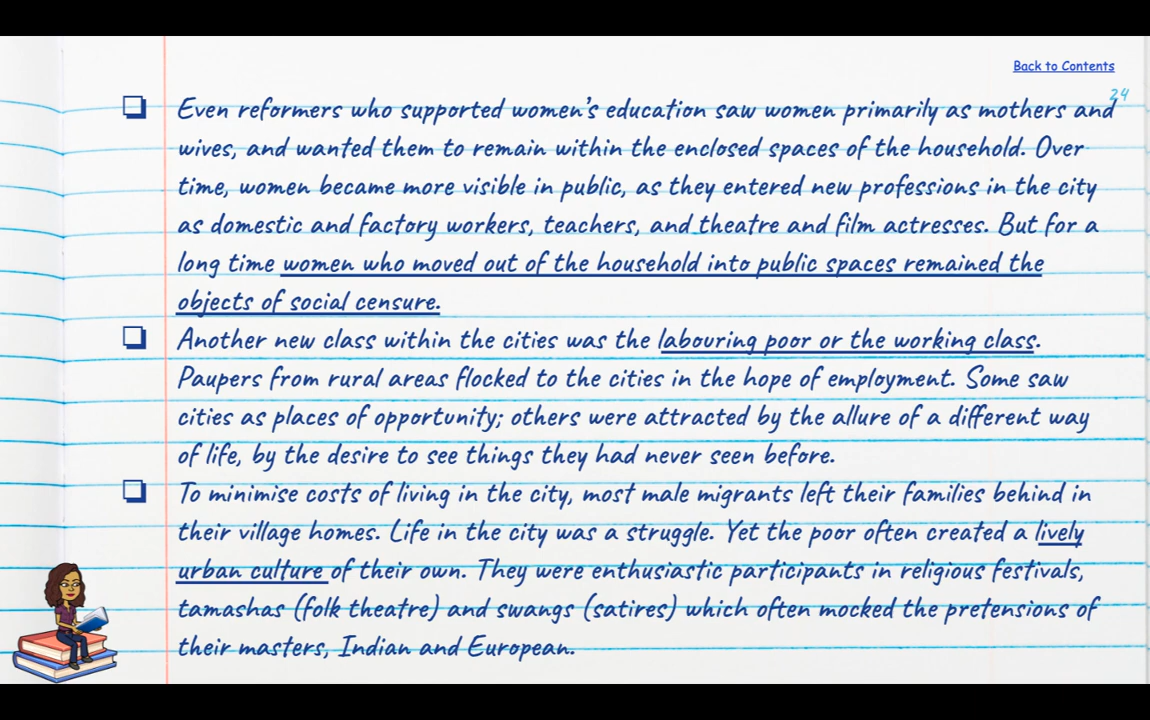 Back to Contents
24
❑ Even reformers who supported women's education saw women primarily as mothers and
wives, and wanted them to remain within the enclosed spaces of the household. Over
time, women became more visible in public, as they entered new professions in the city
as domestic and factory workers, teachers, and theatre and film actresses. But for a
long time women who moved out of the household into public spaces remained the
objects of social censure.
❑ Another new class within the cities was the labouring poor or the working class.
Paupers from rural areas flocked to the cities in the hope of employment. Some saw
cities as places of opportunity; others were attracted by the allure of a different way
of life, by the desire to see things they had never seen before.
❑ To minimise costs of living in the city, most male migrants left their families behind in
their village homes. Life in the city was a struggle. Yet the poor often created a lively
urban culture of their own. They were enthusiastic participants in religious festivals,
tamashas (folk theatre) and swangs (satires) which often mocked the pretensions of
their masters, Indian and European.